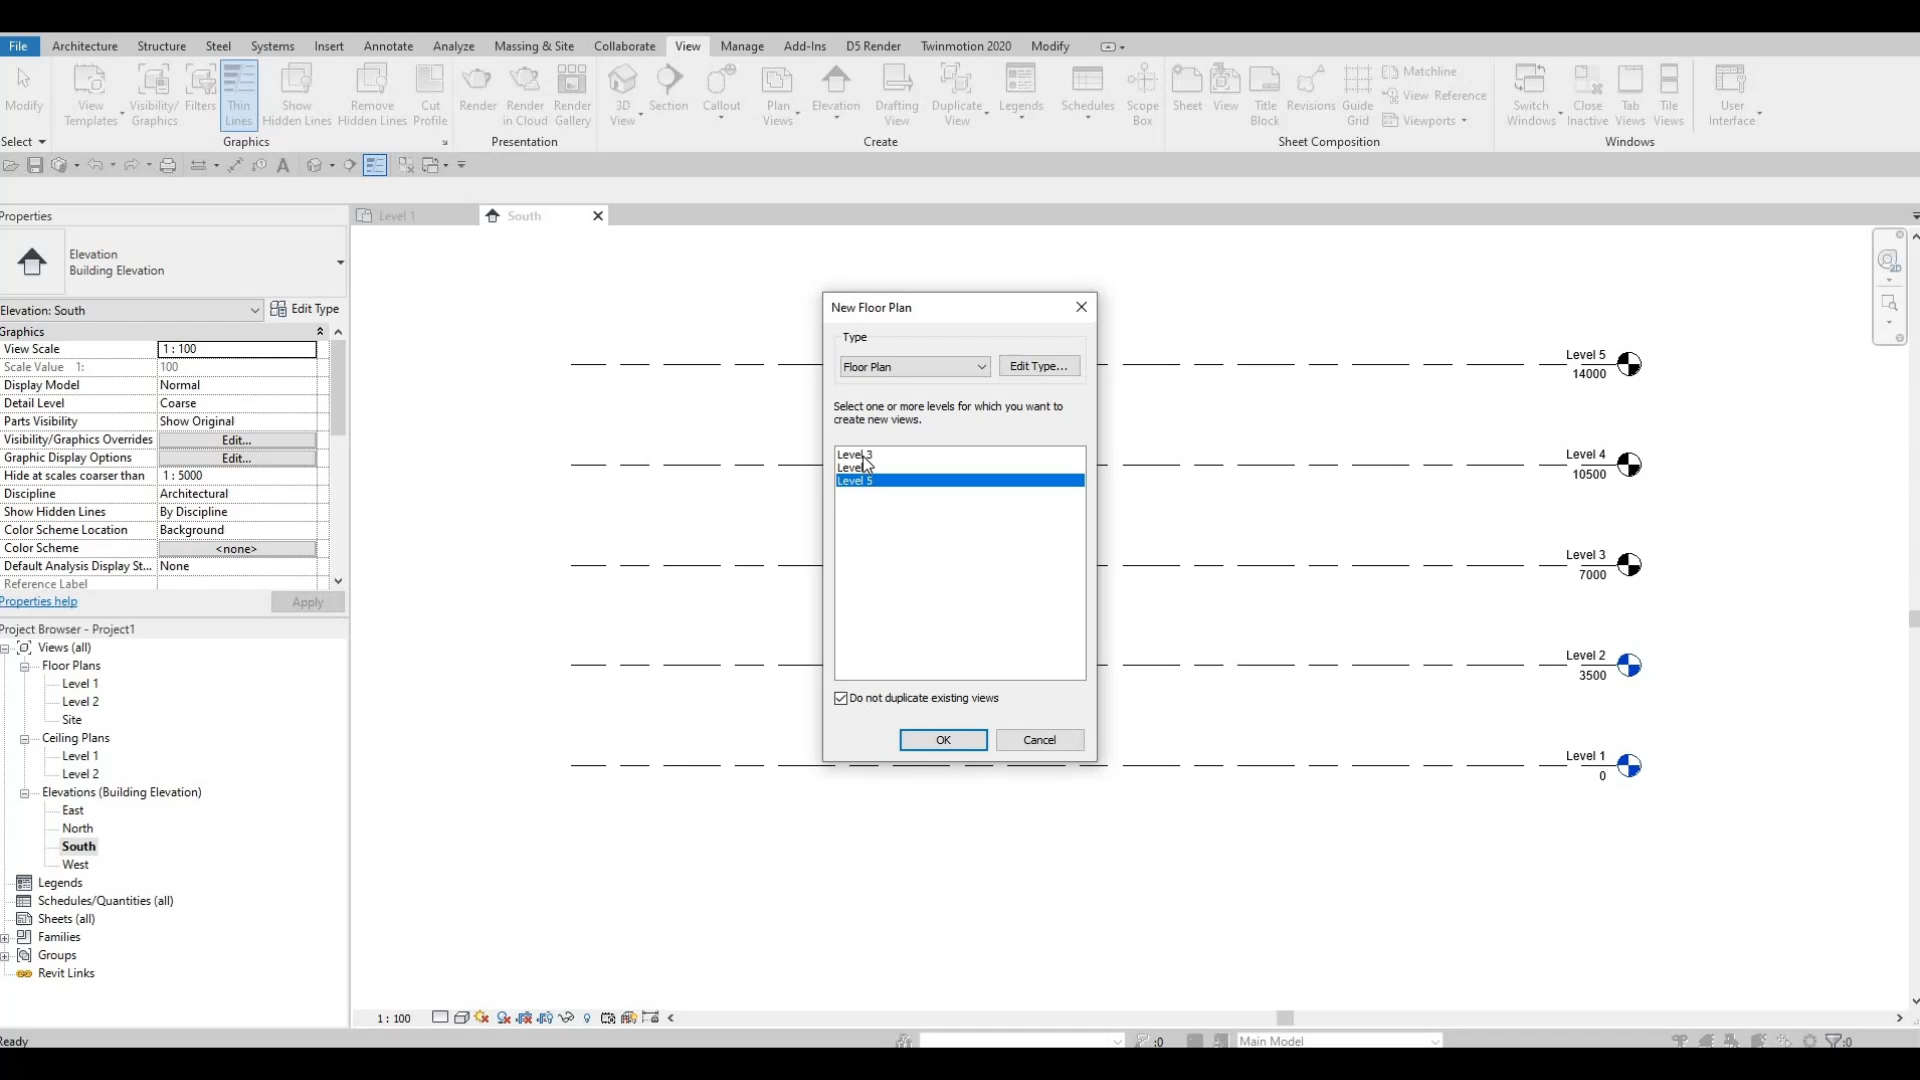 File Architecture Structure Steel Systems Insert Annotate Analyze Massing & Site Collaborate View Manage Add-Ins D5 Render Twinmotion 2020 Modify
Modify
View Templates
Visibility/ Graphics
Filters
Thin Lines
Show Hidden Lines
Remove Hidden Lines
Cut Profile
Render
Render in Cloud
Render Gallery
3D View
Section
Callout
Plan Views
Elevation
Drafting View
Duplicate View
Legends
Schedules
Scope Box
Sheet
View
Title Block
Revisions
Guide Grid
Matchline
View Reference
Viewports
Switch Windows
Close Inactive
Tab Views
Tile Views
User Interface
Select
Graphics
Presentation
Create
Sheet Composition
Windows
Properties
Level 1
South
Elevation
Building Elevation
Elevation: South
Edit Type
Graphics
View Scale 1 : 100
Scale Value 1: 100
Display Model Normal
Detail Level Coarse
Parts Visibility Show Original
Visibility/Graphics Overrides Edit...
Graphic Display Options Edit...
Hide at scales coarser than 1 : 5000
Discipline Architectural
Show Hidden Lines By Discipline
Color Scheme Location Background
Color Scheme <none>
Default Analysis Display St... None
Reference Label
Properties help
Apply
Project Browser - Project1
Views (all)
Floor Plans
Level 1
Level 2
Site
Ceiling Plans
Level 1
Level 2
Elevations (Building Elevation)
East
North
South
West
Legends
Schedules/Quantities (all)
Sheets (all)
Families
Groups
Revit Links
New Floor Plan
Type
Floor Plan
Edit Type...
Select one or more levels for which you want to
create new views.
Level 3
Level
Level 5
Do not duplicate existing views
OK
Cancel
Level 5
14000
Level 4
10500
Level 3
7000
Level 2
3500
Level 1
0
2D
1 : 100
Ready
:0
Main Model
:0